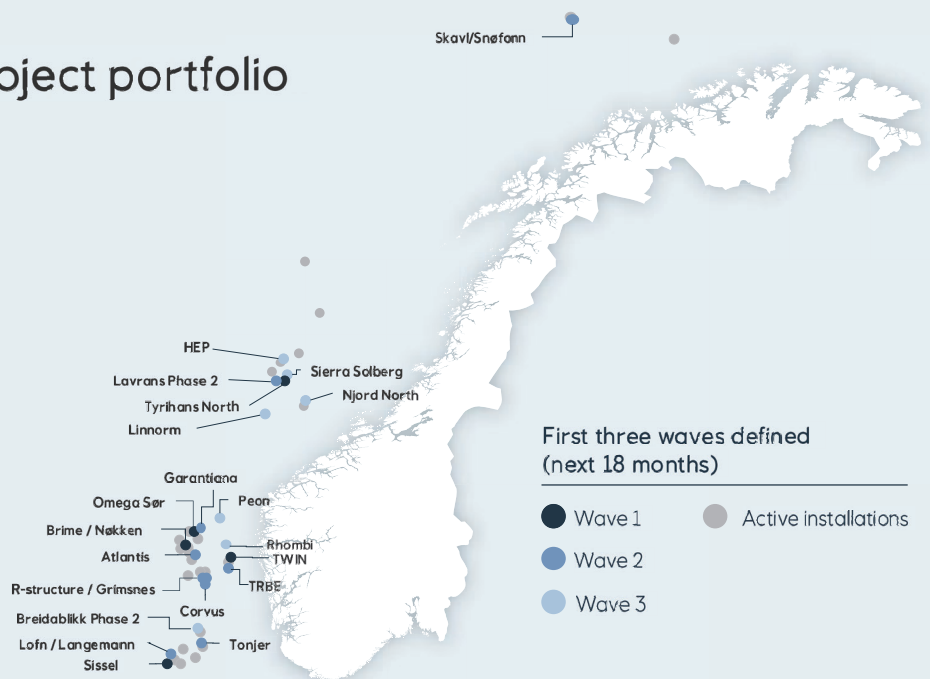 oject portfolio
Skavl/Snøfonn
HEP
Sierra Solberg
Lavrans Phase 2
Njord North
Tyrihans North
Linnorm
Garantiana
Omega Sør
Peon
Brime / Nøkken
Rhombi
Atlantis
TWIN
R-structure / Grimsnes
TRBE
Corvus
Breidablikk Phase 2
Lofn / Langemann
Tonjer
Sissel
First three waves defined
(next 18 months)
Wave 1
Active installations
Wave 2
Wave 3